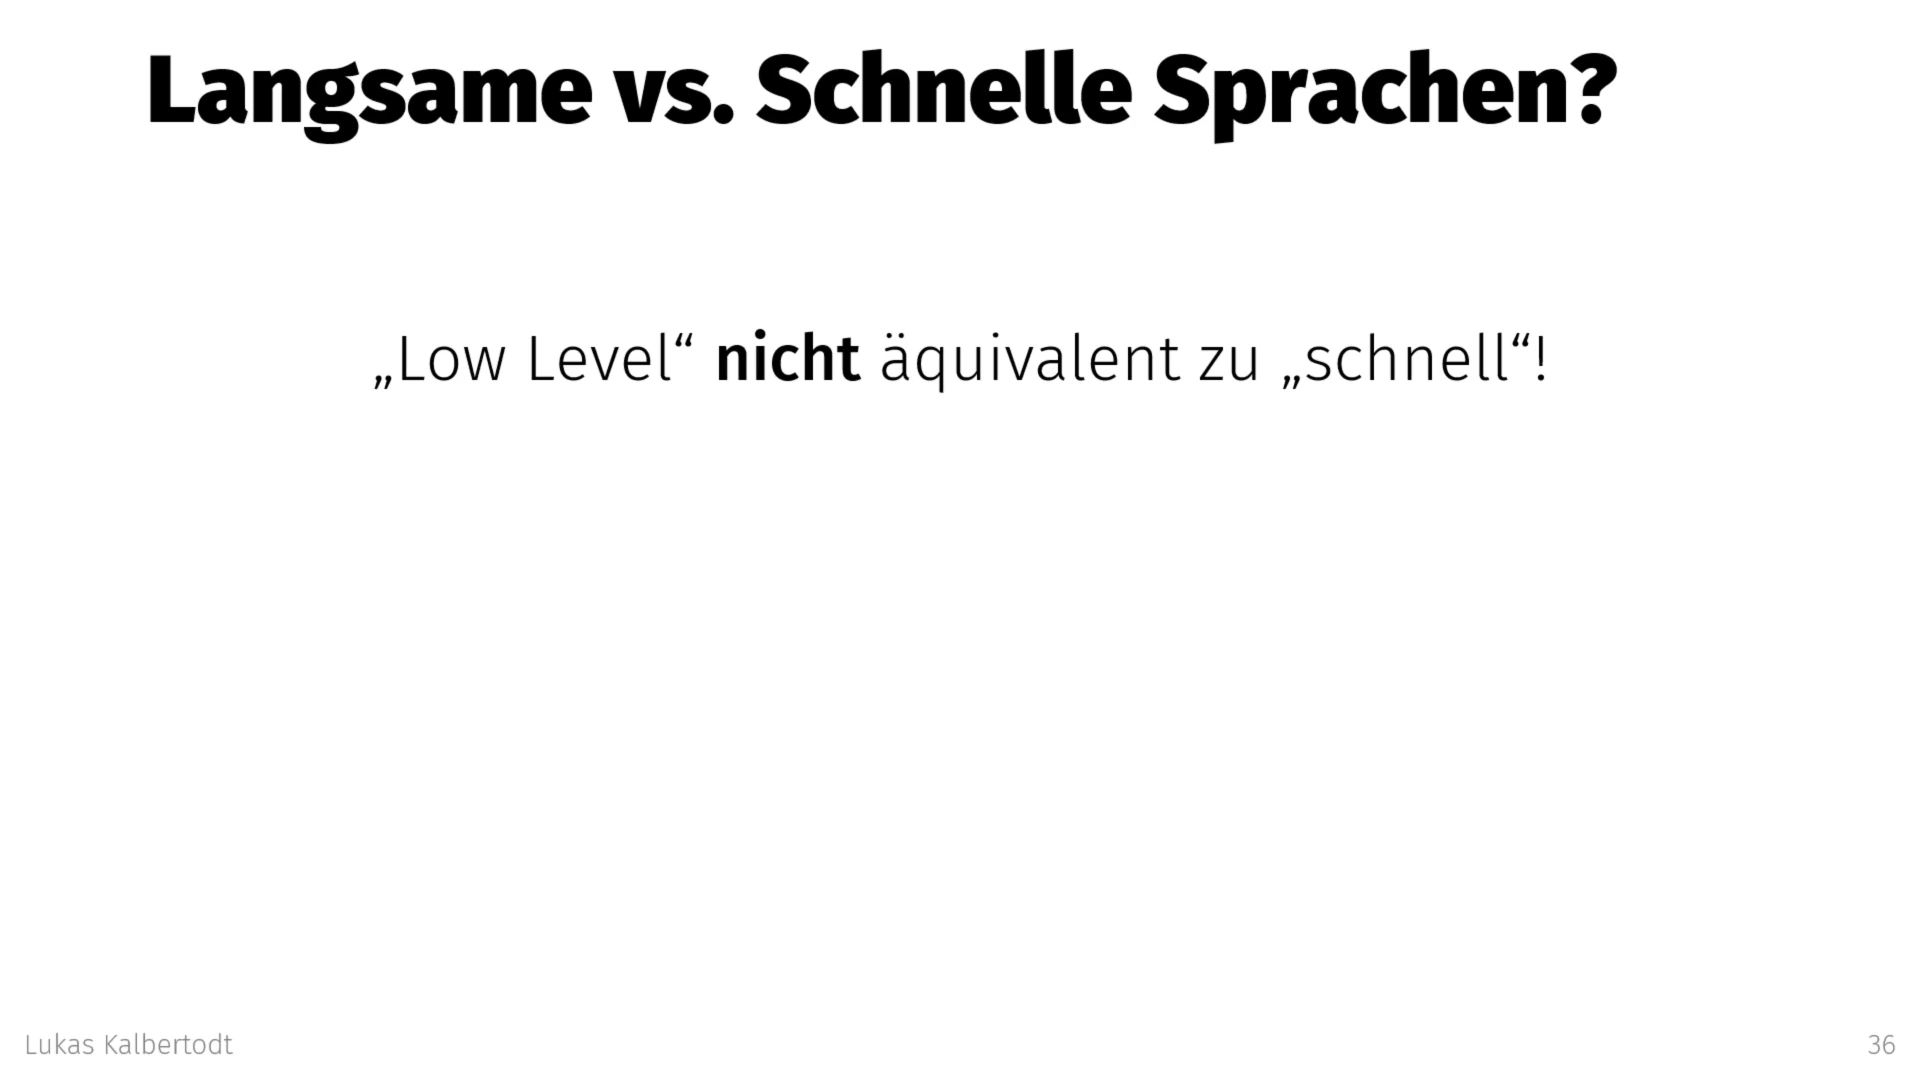 Langsame vs. Schnelle Sprachen?
„Low Level“ nicht äquivalent zu „schnell“!
Lukas Kalbertodt
36